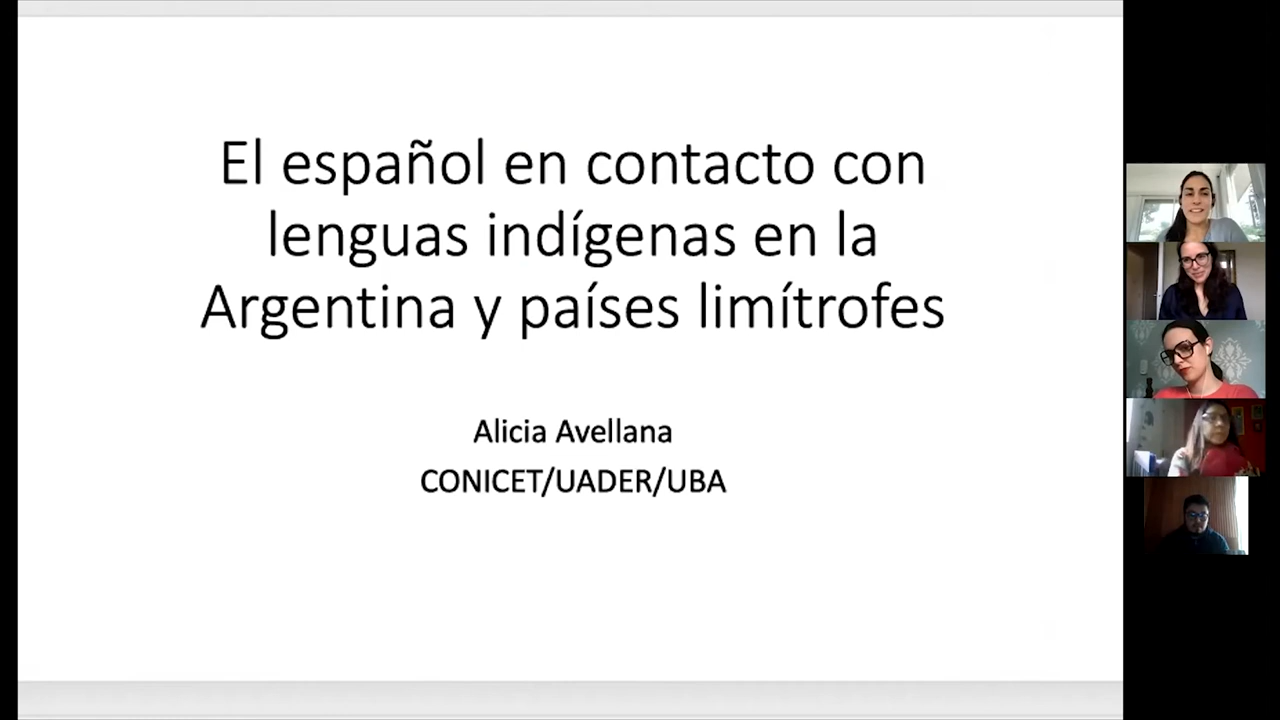 El español en contacto con
lenguas indígenas en la
Argentina y países limítrofes
Alicia Avellana
CONICET/UADER/UBA